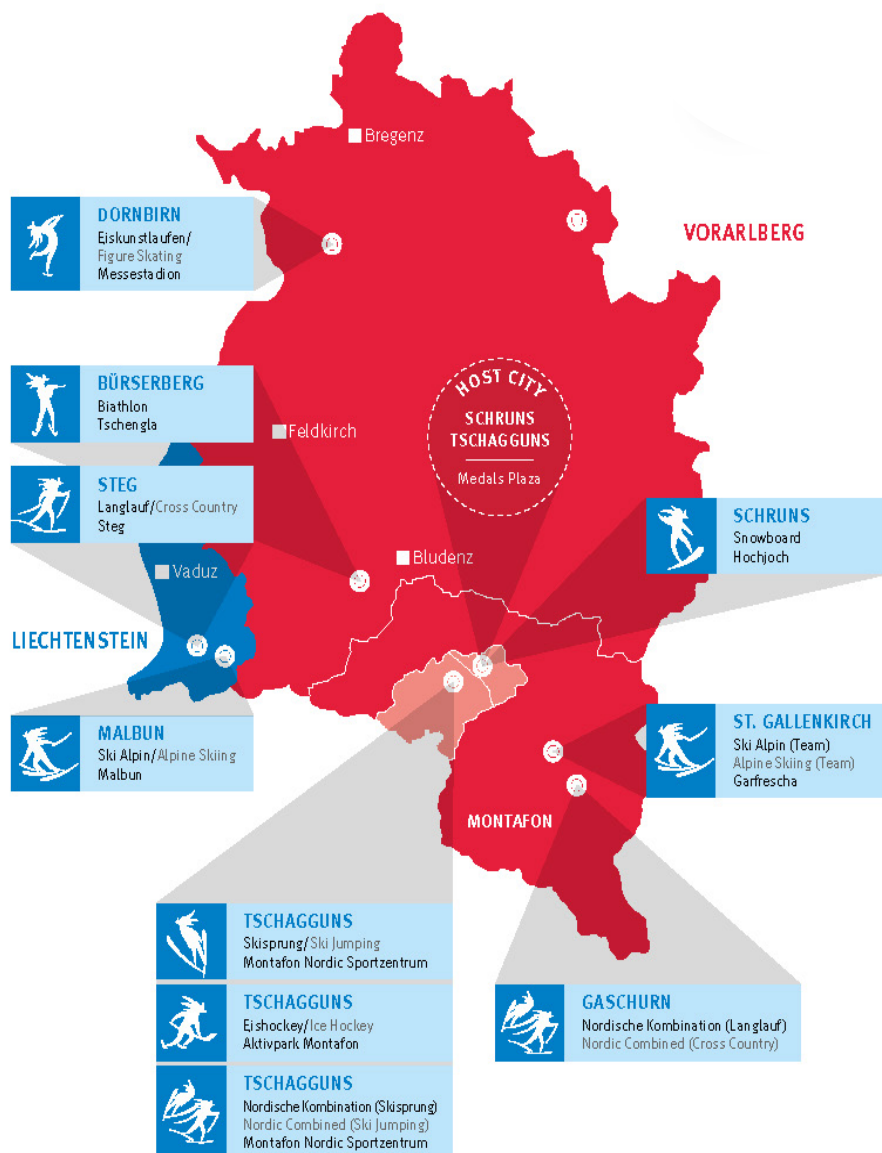 Bregenz
DORNBIRN
Eiskunstlaufen/
Figure Skating
Messestadion
VORARLBERG
BÜRSERBERG
Biathlon
Tschengla
HOST CITY
SCHRUNS
TSCHAGGUNS
Medals Plaza
Feldkirch
STEG
Langlauf/Cross Country
Steg
SCHRUNS
Snowboard
Hochjoch
Bludenz
Vaduz
LIECHTENSTEIN
MALBUN
Ski Alpin/Alpine Skiing
Malbun
ST. GALLENKIRCH
Ski Alpin (Team)
Alpine Skiing (Team)
Garfrescha
MONTAFON
TSCHAGGUNS
Skisprung/Ski Jumping
Montafon Nordic Sportzentrum
TSCHAGGUNS
Eishockey/Ice Hockey
Aktivpark Montafon
GASCHURN
Nordische Kombination (Langlauf)
Nordic Combined (Cross Country)
TSCHAGGUNS
Nordische Kombination (Skisprung)
Nordic Combined (Ski Jumping)
Montafon Nordic Sportzentrum